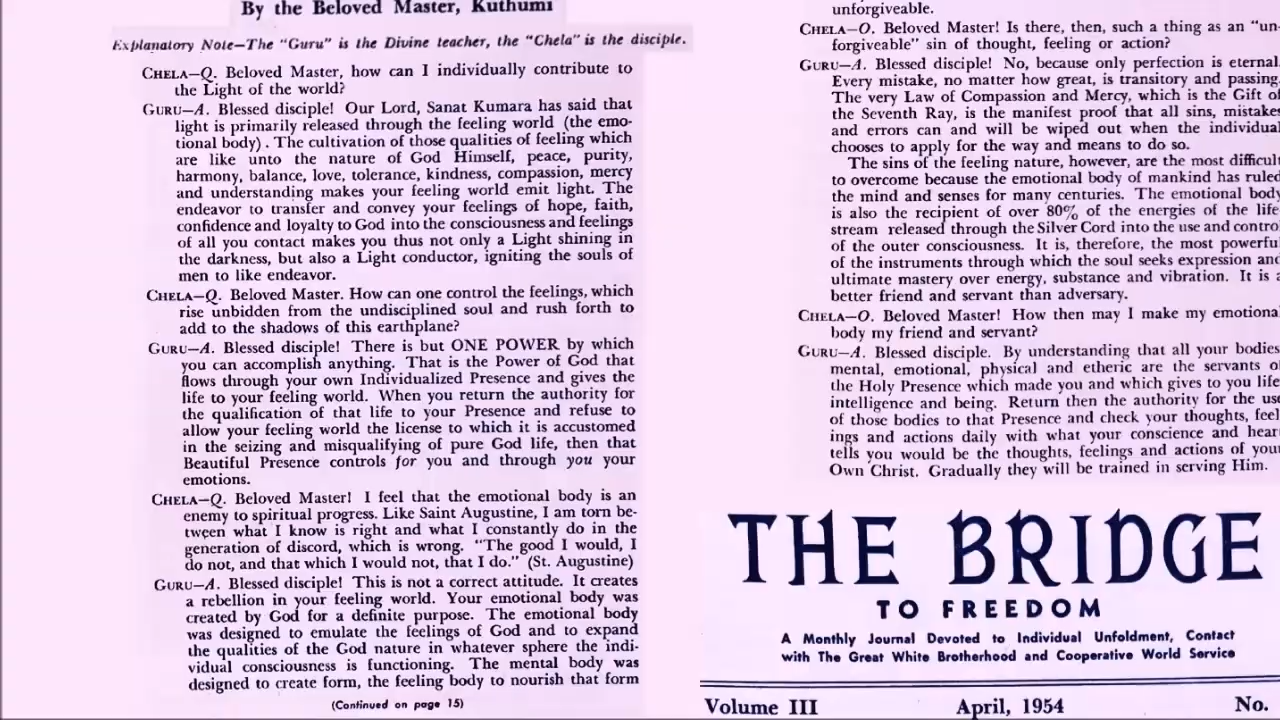 By the Beloved Master, Kuthumi
Explanatory Note—The "Guru" is the Divine teacher, the "Chela" is the disciple.
CHELA—Q. Beloved Master, how can I individually contribute to
the Light of the world?
GURU—A. Blessed disciple! Our Lord, Sanat Kumara has said that
light is primarily released through the feeling world (the emo-
tional body). The cultivation of those qualities of feeling which
are like unto the nature of God Himself, peace, purity,
harmony, balance, love, tolerance, kindness, compassion, mercy
and understanding makes your feeling world emit light. The
endeavor to transfer and convey your feelings of hope, faith,
confidence and loyalty to God into the consciousness and feelings
of all you contact makes you thus not only a Light shining in
the darkness, but also a Light conductor, igniting the souls of
men to like endeavor.
CHELA—Q. Beloved Master. How can one control the feelings, which
rise unbidden from the undisciplined soul and rush forth to
add to the shadows of this earthplane?
GURU—A. Blessed disciple! There is but ONE POWER by which
you can accomplish anything. That is the Power of God that
flows through your own Individualized Presence and gives the
life to your feeling world. When you return the authority for
the qualification of that life to your Presence and refuse to
allow your feeling world the license to which it is accustomed
in the seizing and misqualifying of pure God life, then that
Beautiful Presence controls for you and through you your
emotions.
CHELA—Q. Beloved Master! I feel that the emotional body is an
enemy to spiritual progress. Like Saint Augustine, I am torn be-
tween what I know is right and what I constantly do in the
generation of discord, which is wrong. "The good I would, I
do not, and that which I would not, that I do." (St. Augustine)
GURU—A. Blessed disciple! This is not a correct attitude. It creates
a rebellion in your feeling world. Your emotional body was
created by God for a definite purpose. The emotional body
was designed to emulate the feelings of God and to expand
the qualities of the God nature in whatever sphere the indi-
vidual consciousness is functioning. The mental body was
designed to create form, the feeling body to nourish that form
(Continued on page 15)
unforgiveable.
CHELA—O. Beloved Master! Is there, then, such a thing as an "un-
forgiveable" sin of thought, feeling or action?
GURU—A. Blessed disciple! No, because only perfection is eternal.
Every mistake, no matter how great, is transitory and passing.
The very Law of Compassion and Mercy, which is the Gift of
the Seventh Ray, is the manifest proof that all sins, mistakes
and errors can and will be wiped out when the individual
chooses to apply for the way and means to do so.
The sins of the feeling nature, however, are the most difficult
to overcome because the emotional body of mankind has ruled
the mind and senses for many centuries. The emotional body
is also the recipient of over 80% of the energies of the life
stream released through the Silver Cord into the use and contro
of the outer consciousness. It is, therefore, the most powerfu
of the instruments through which the soul seeks expression and
ultimate mastery over energy, substance and vibration. It is a
better friend and servant than adversary.
CHELA—O. Beloved Master! How then may I make my emotiona
body my friend and servant?
GURU—A. Blessed disciple. By understanding that all your bodies
mental, emotional, physical and etheric are the servants o
the Holy Presence which made you and which gives to you life
intelligence and being. Return then the authority for the use
of those bodies to that Presence and check your thoughts, feel
ings and actions daily with what your conscience and hear
tells you would be the thoughts, feelings and actions of you
Own Christ. Gradually they will be trained in serving Him.
THE BRIDGE
TO FREEDOM
A Monthly Journal Devoted to Individual Unfoldment, Contact
with The Great White Brotherhood and Cooperative World Service
Volume III April, 1954 No.